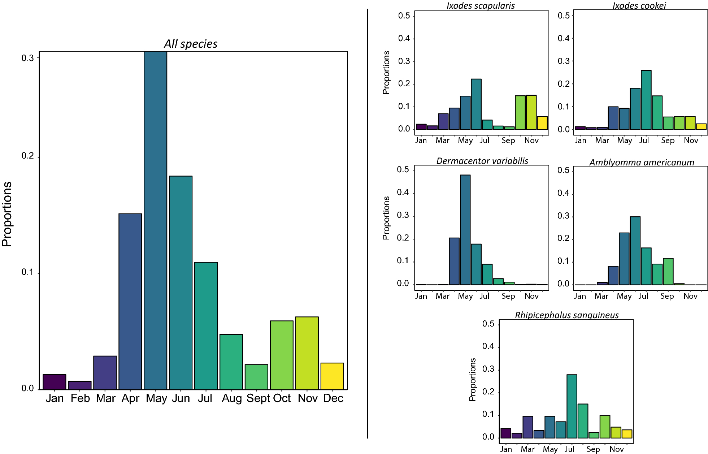 All species
Proportions
0.3
0.2
0.1
0.0
Jan Feb Mar Apr May Jun Jul Aug Sept Oct Nov Dec
Ixodes scapularis
Proportions
0.5
0.4
0.3
0.2
0.1
0.0
Jan Mar May Jul Sep Nov
Ixodes cookei
0.5
0.4
0.3
0.2
0.1
0.0
Jan Mar May Jul Sep Nov
Dermacentor variabilis
Proportions
0.5
0.4
0.3
0.2
0.1
0.0
Jan Mar May Jul Sep Nov
Amblyomma americanum
0.5
0.4
0.3
0.2
0.1
0.0
Jan Mar May Jul Sep Nov
Rhipicephalus sanguineus
Proportions
0.5
0.4
0.3
0.2
0.1
0.0
Jan Mar May Jul Sep Nov